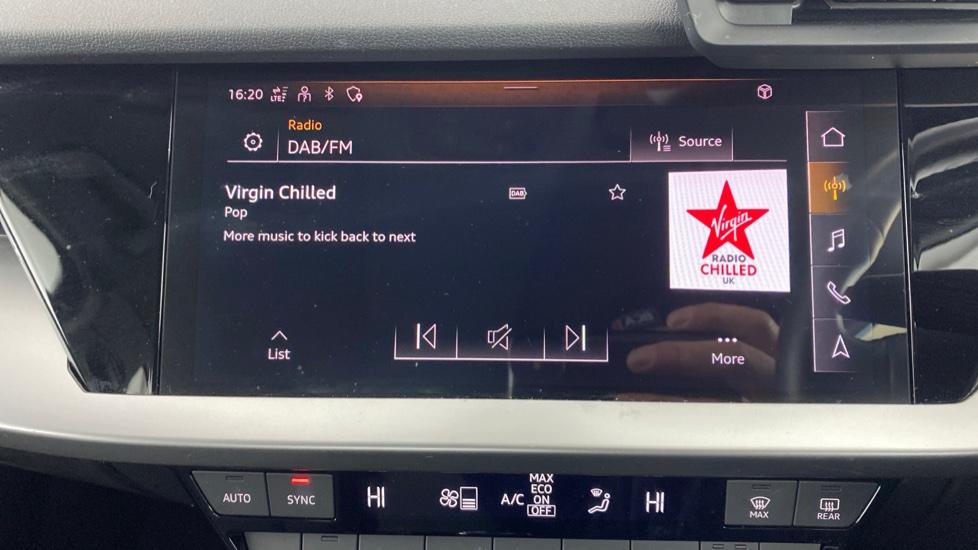 16:20 LTE
Radio
DAB/FM
Source
Virgin Chilled
DAB
Pop
More music to kick back to next
Virgin
RADIO
CHILLED
UK
List
More
AUTO
SYNC
HI
A/C
MAX
ECO
ON
OFF
HI
MAX
REAR